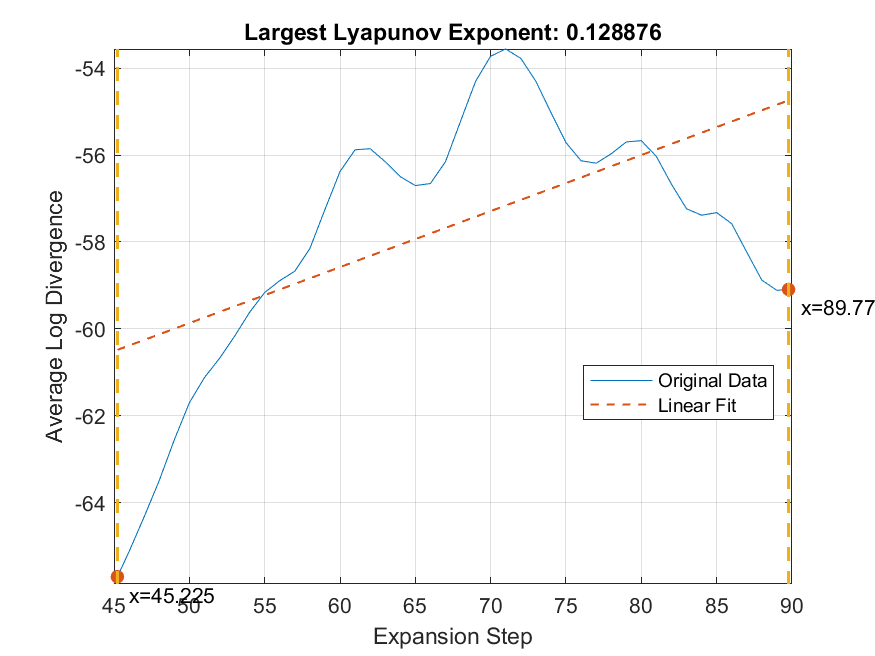 Largest Lyapunov Exponent: 0.128876
-54
-56
-58
-60
-62
-64
Average Log Divergence
x=89.77
Original Data
Linear Fit
x=45.225
45 50 55 60 65 70 75 80 85 90
Expansion Step